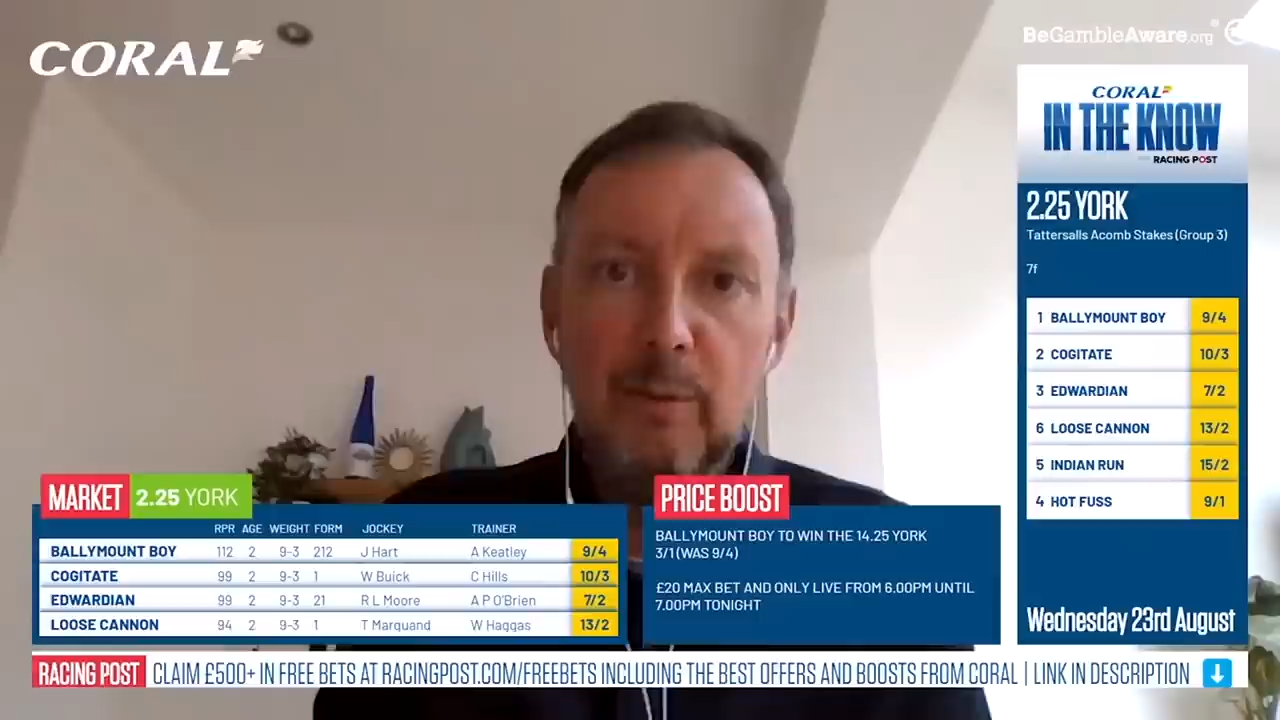 CORAL
BeGambleAware.org
CORAL
IN THE KNOW
RACING POST
2.25 YORK
Tattersalls Acomb Stakes (Group 3)
7f
1 BALLYMOUNT BOY 9/4
2 COGITATE 10/3
3 EDWARDIAN 7/2
6 LOOSE CANNON 13/2
5 INDIAN RUN 15/2
4 HOT FUSS 9/1
Wednesday 23rd August
MARKET 2.25 YORK
RPR AGE WEIGHT FORM JOCKEY TRAINER
BALLYMOUNT BOY 112 2 9-3 212 J Hart A Keatley 9/4
COGITATE 99 2 9-3 1 W Buick C Hills 10/3
EDWARDIAN 99 2 9-3 21 R L Moore A P O'Brien 7/2
LOOSE CANNON 94 2 9-3 1 T Marquand W Haggas 13/2
PRICE BOOST
BALLYMOUNT BOY TO WIN THE 14.25 YORK
3/1 (WAS 9/4)
£20 MAX BET AND ONLY LIVE FROM 6.00PM UNTIL
7.00PM TONIGHT
RACING POST CLAIM £500+ IN FREE BETS AT RACINGPOST.COM/FREEBETS INCLUDING THE BEST OFFERS AND BOOSTS FROM CORAL | LINK IN DESCRIPTION